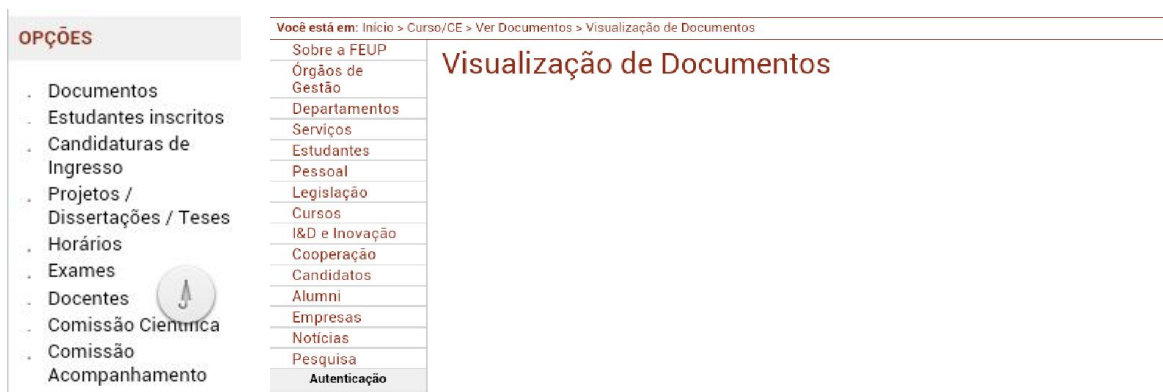 OPÇÕES
. Documentos
. Estudantes inscritos
. Candidaturas de
Ingresso
. Projetos /
Dissertações / Teses
. Horários
. Exames
. Docentes
. Comissão Científica
. Comissão
Acompanhamento
Você está em: Início > Curso/CE > Ver Documentos > Visualização de Documentos
Sobre a FEUP
Órgãos de
Gestão
Departamentos
Serviços
Estudantes
Pessoal
Legislação
Cursos
I&D e Inovação
Cooperação
Candidatos
Alumni
Empresas
Notícias
Pesquisa
Autenticação
Visualização de Documentos